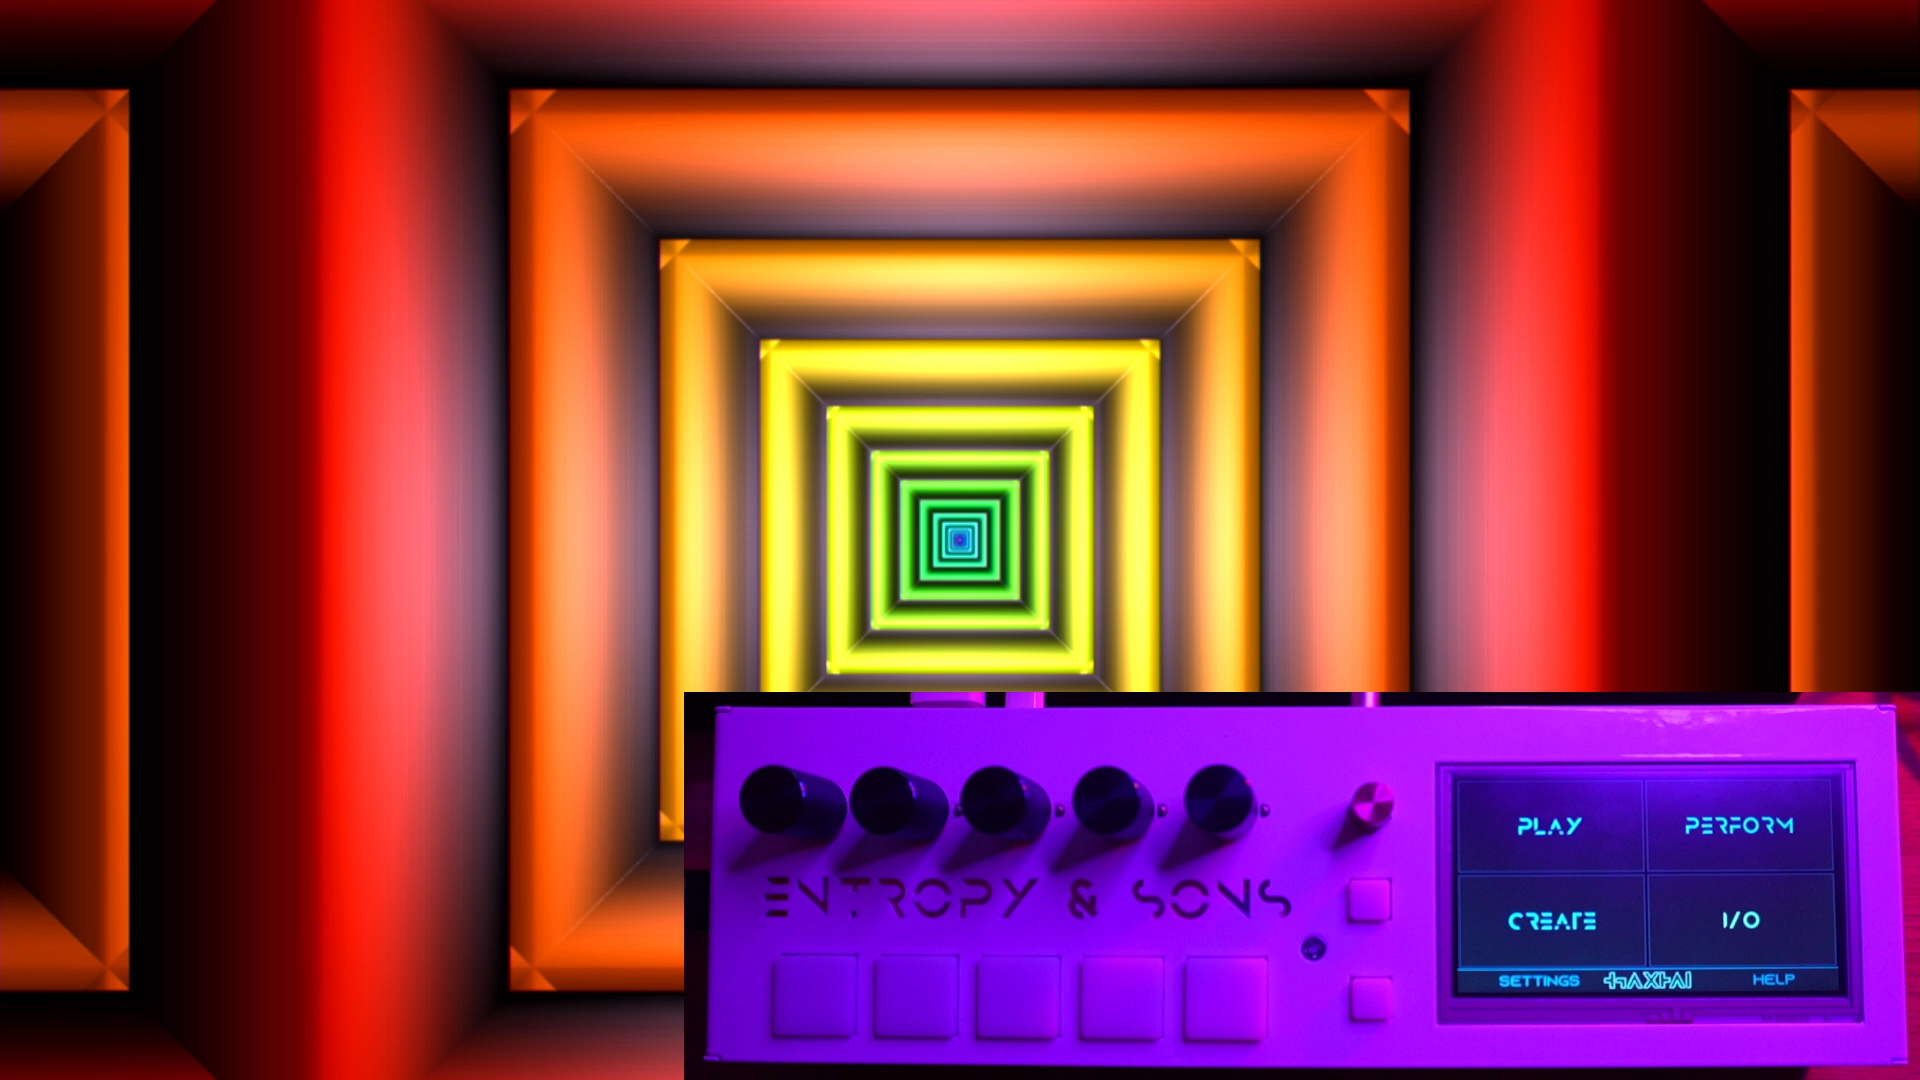 PLAY
PERFORM
ENTROPY & SONS
CREATE
I/O
SETTINGS
HELP